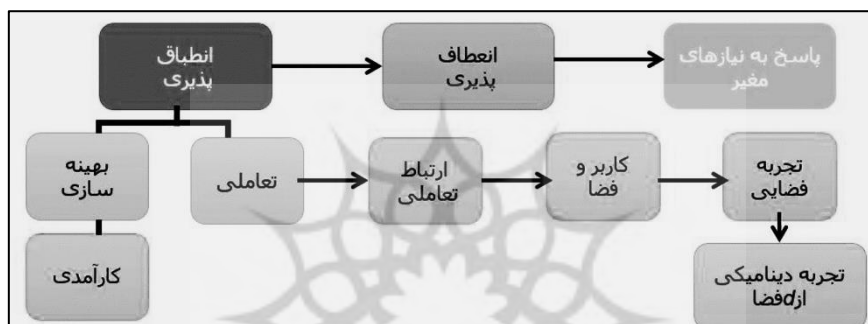 انطباق
پذیری
انعطاف
پذیری
پاسخ به نیازهای
مغیر
بهینه
سازی
تعاملی
ارتباط
تعاملی
کاربر و
فضا
تجربه
فضایی
کارآمدی
تجربه دینامیکی
ازdفضا